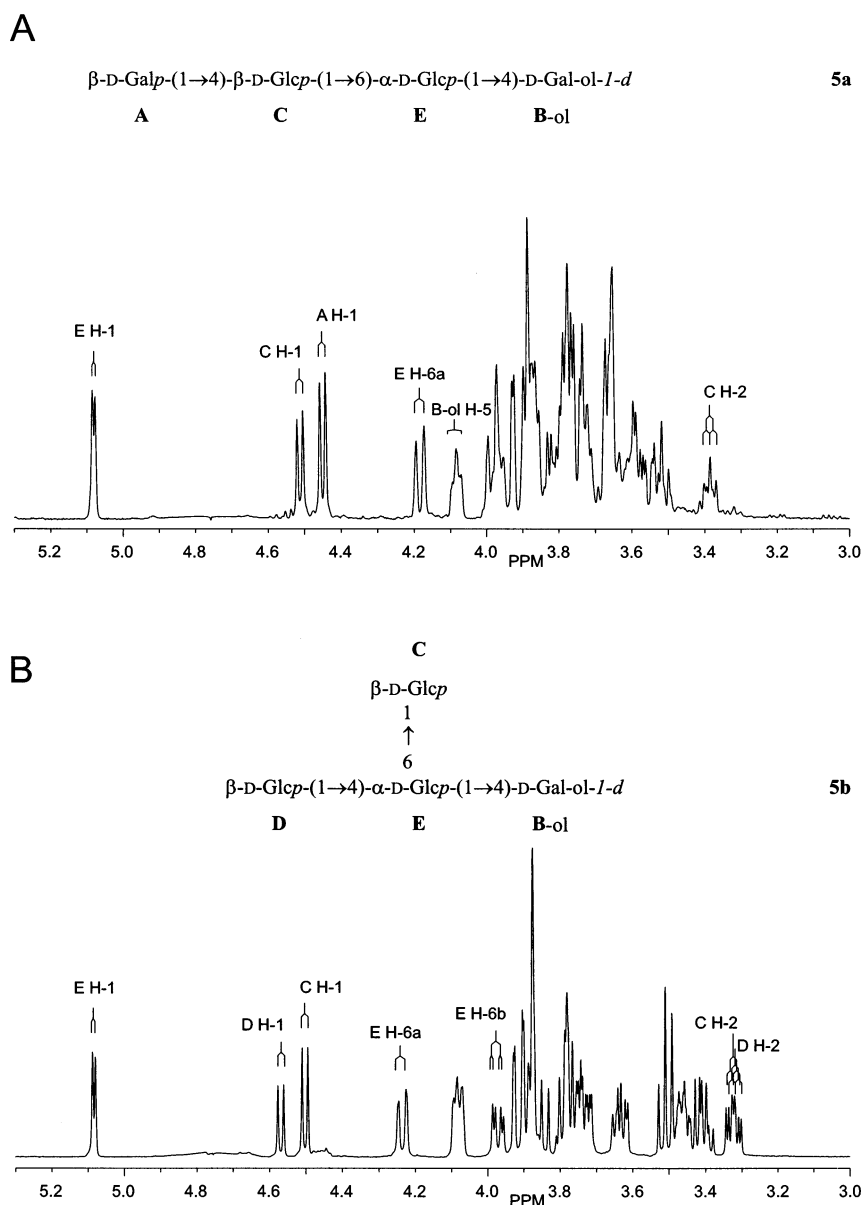 A
β-D-Galp-(1→4)-β-D-Glcp-(1→6)-α-D-Glcp-(1→4)-D-Gal-ol-1-d 5a
A C E B-ol
E H-1
C H-1
A H-1
E H-6a
B-ol H-5
C H-2
5.2 5.0 4.8 4.6 4.4 4.2 4.0 3.8 3.6 3.4 3.2 3.0
PPM
C
B
β-D-Glcp
1
↑
6
β-D-Glcp-(1→4)-α-D-Glcp-(1→4)-D-Gal-ol-1-d 5b
D E B-ol
E H-1
D H-1
C H-1
E H-6a
E H-6b
C H-2
D H-2
5.2 5.0 4.8 4.6 4.4 4.2 4.0 3.8 3.6 3.4 3.2 3.0
PPM